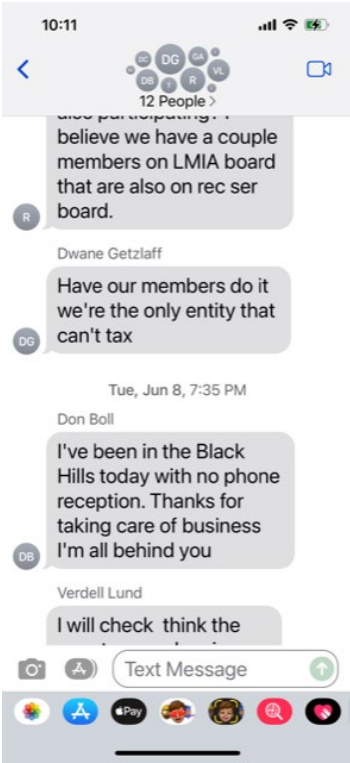 10:11
DC DG GA
DB T R VL
12 People >
believe we have a couple
members on LMIA board
that are also on rec ser
board.
R
Dwane Getzlaff
Have our members do it
we're the only entity that
can't tax
DG
Tue, Jun 8, 7:35 PM
Don Boll
I've been in the Black
Hills today with no phone
reception. Thanks for
taking care of business
I'm all behind you
DB
Verdell Lund
I will check think the
Text Message
Pay